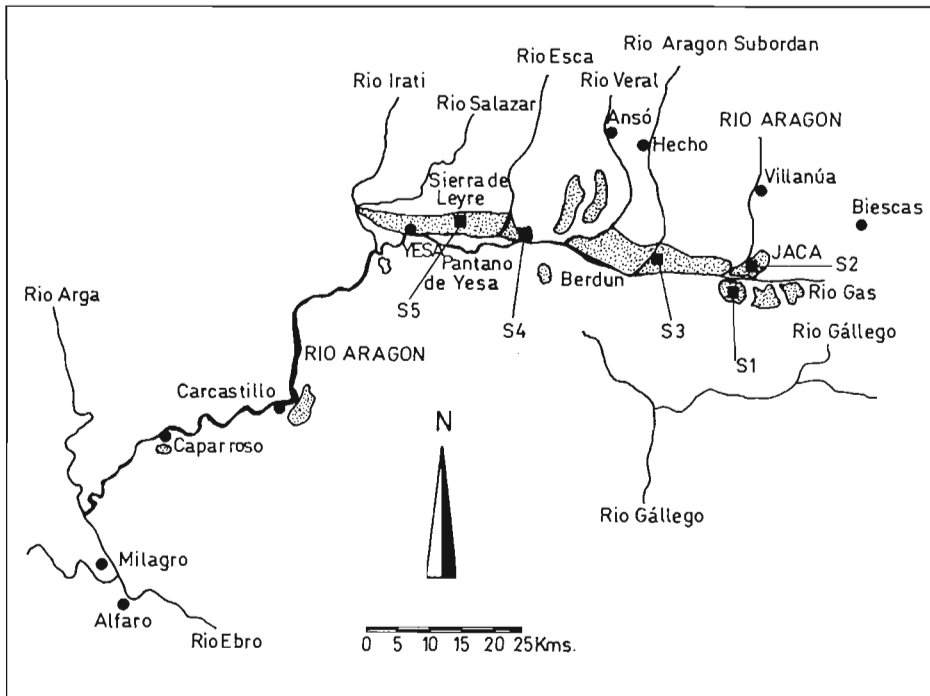 Rio Aragon Subordan
Rio Esca
Rio Veral
Rio Irati
Rio Salazar
Ansó
RIO ARAGON
Hecho
Villanúa
Sierra de
Leyre
Biescas
YESA
JACA
S2
Pantano
de Yesa
Berdun
Rio Gas
Rio Arga
S5
S4
S3
S1
Rio Gállego
RIO ARAGON
Carcastillo
N
Caparroso
Rio Gállego
Milagro
Alfaro
Rio Ebro
0 5 10 15 20 25Kms.